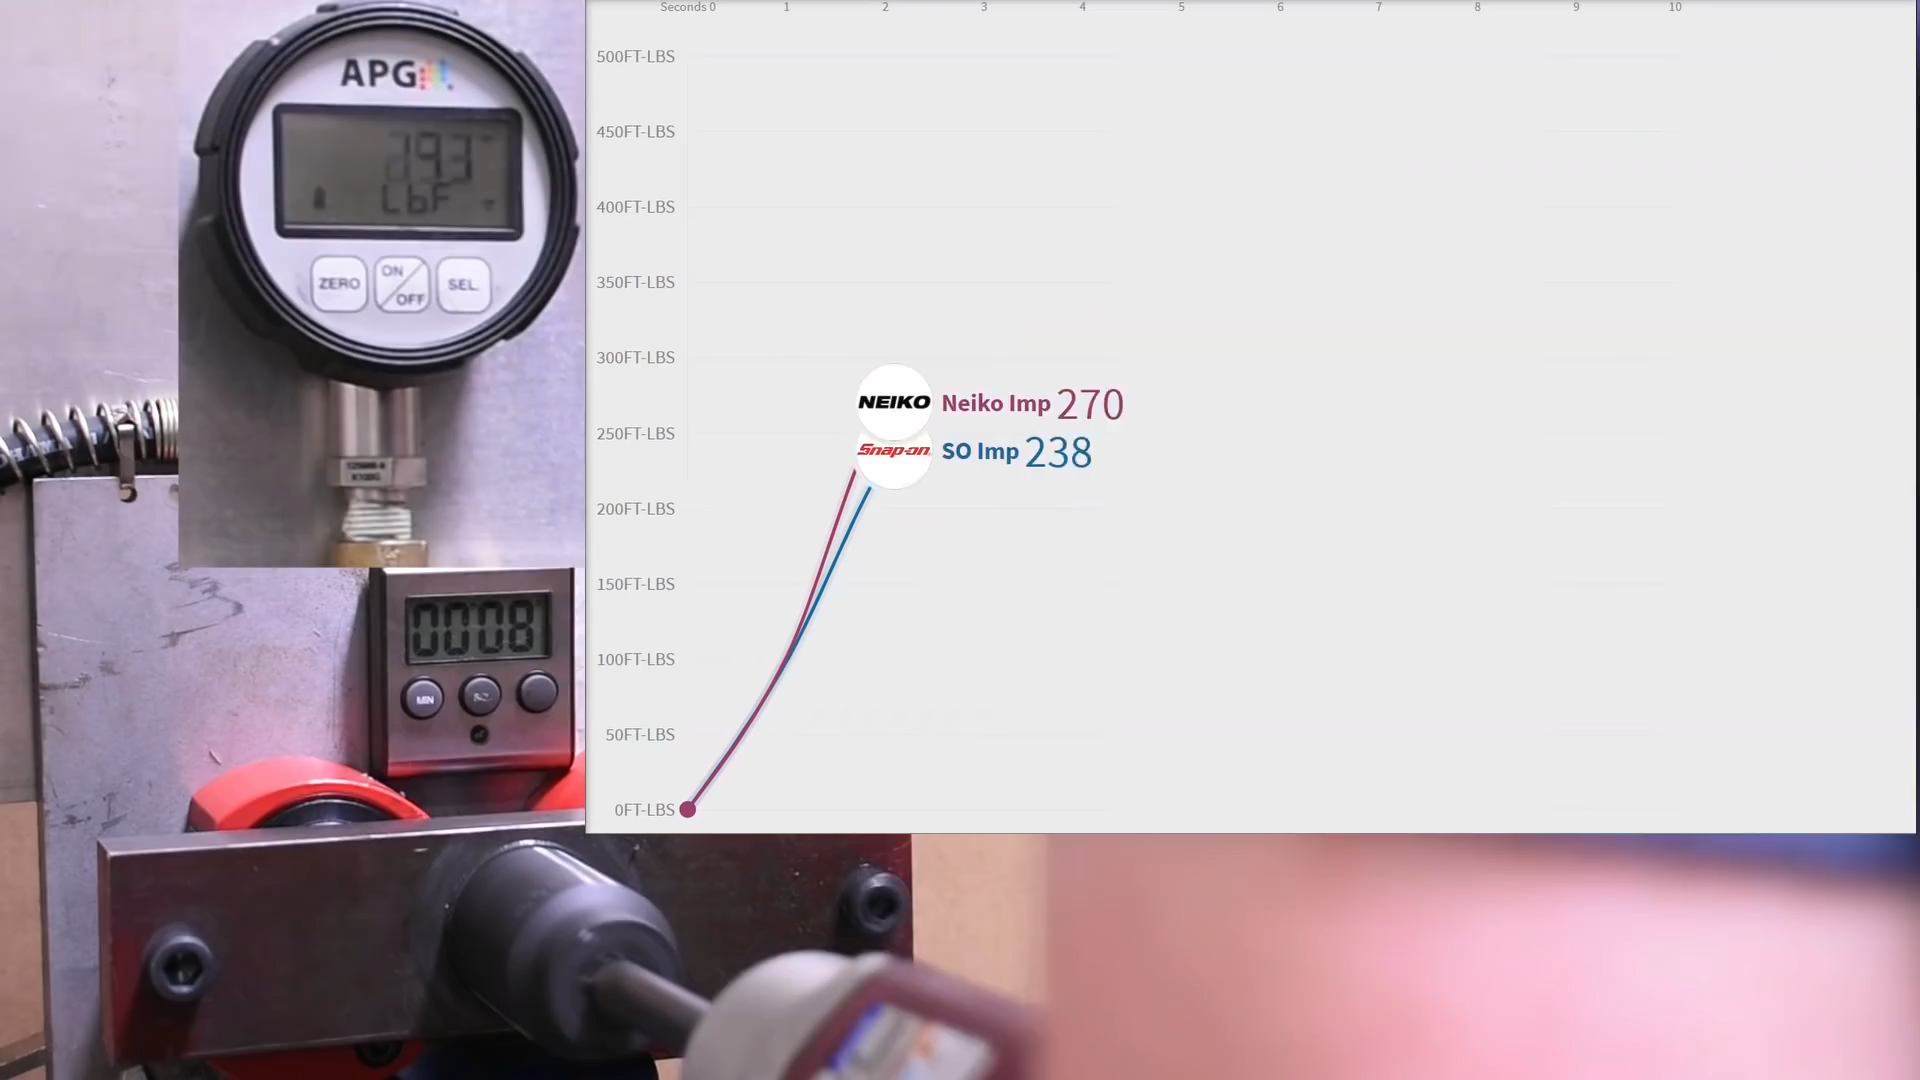 Seconds 0 1 2 3 4 5 6 7 8 9 10
APG
LbF
ZERO
ON
OFF
SEL
500FT-LBS
450FT-LBS
400FT-LBS
350FT-LBS
300FT-LBS
250FT-LBS
200FT-LBS
150FT-LBS
100FT-LBS
50FT-LBS
0FT-LBS
NEIKO Neiko Imp 270
Snap-on SO Imp 238
00:08
MIN